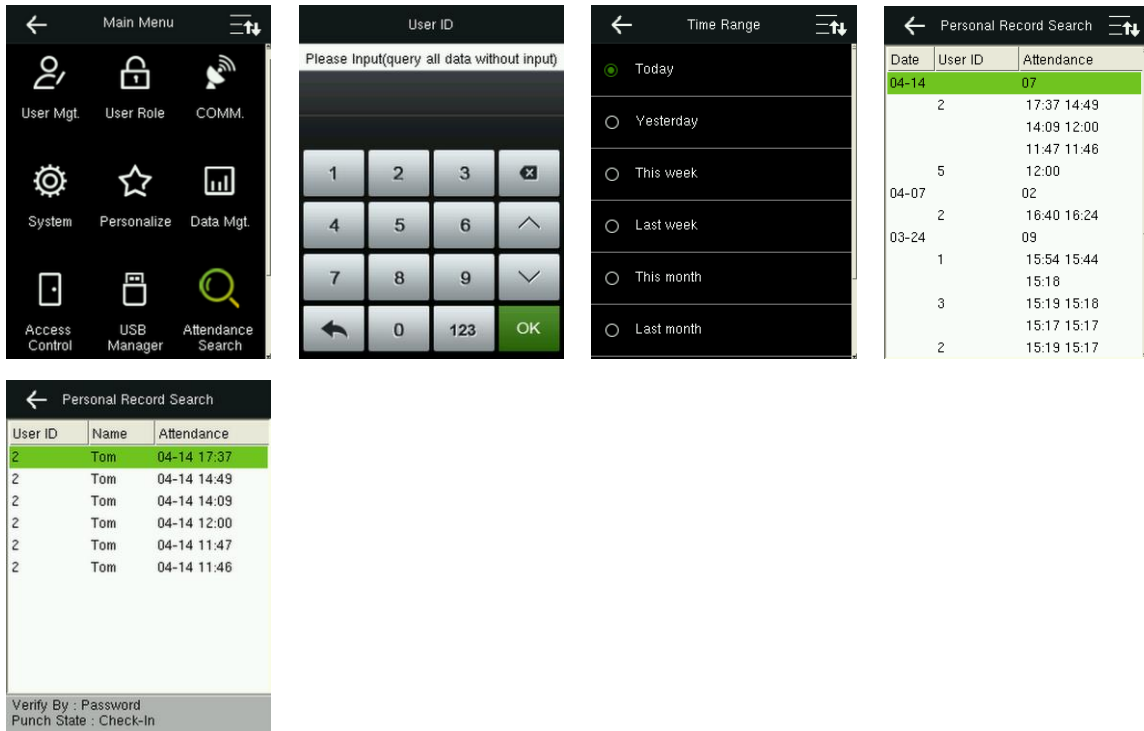 Main Menu
User Mgt. User Role COMM.
System Personalize Data Mgt.
Access Control USB Manager Attendance Search
User ID
Please Input(query all data without input)
1 2 3
4 5 6
7 8 9
0 123 OK
Time Range
Today
Yesterday
This week
Last week
This month
Last month
Personal Record Search
Date User ID Attendance
04-14 07
2 17:37 14:49
14:09 12:00
11:47 11:46
5 12:00
04-07 02
2 16:40 16:24
03-24 09
1 15:54 15:44
15:18
3 15:19 15:18
15:17 15:17
2 15:19 15:17
Personal Record Search
User ID Name Attendance
2 Tom 04-14 17:37
2 Tom 04-14 14:49
2 Tom 04-14 14:09
2 Tom 04-14 12:00
2 Tom 04-14 11:47
2 Tom 04-14 11:46
Verify By : Password
Punch State : Check-In